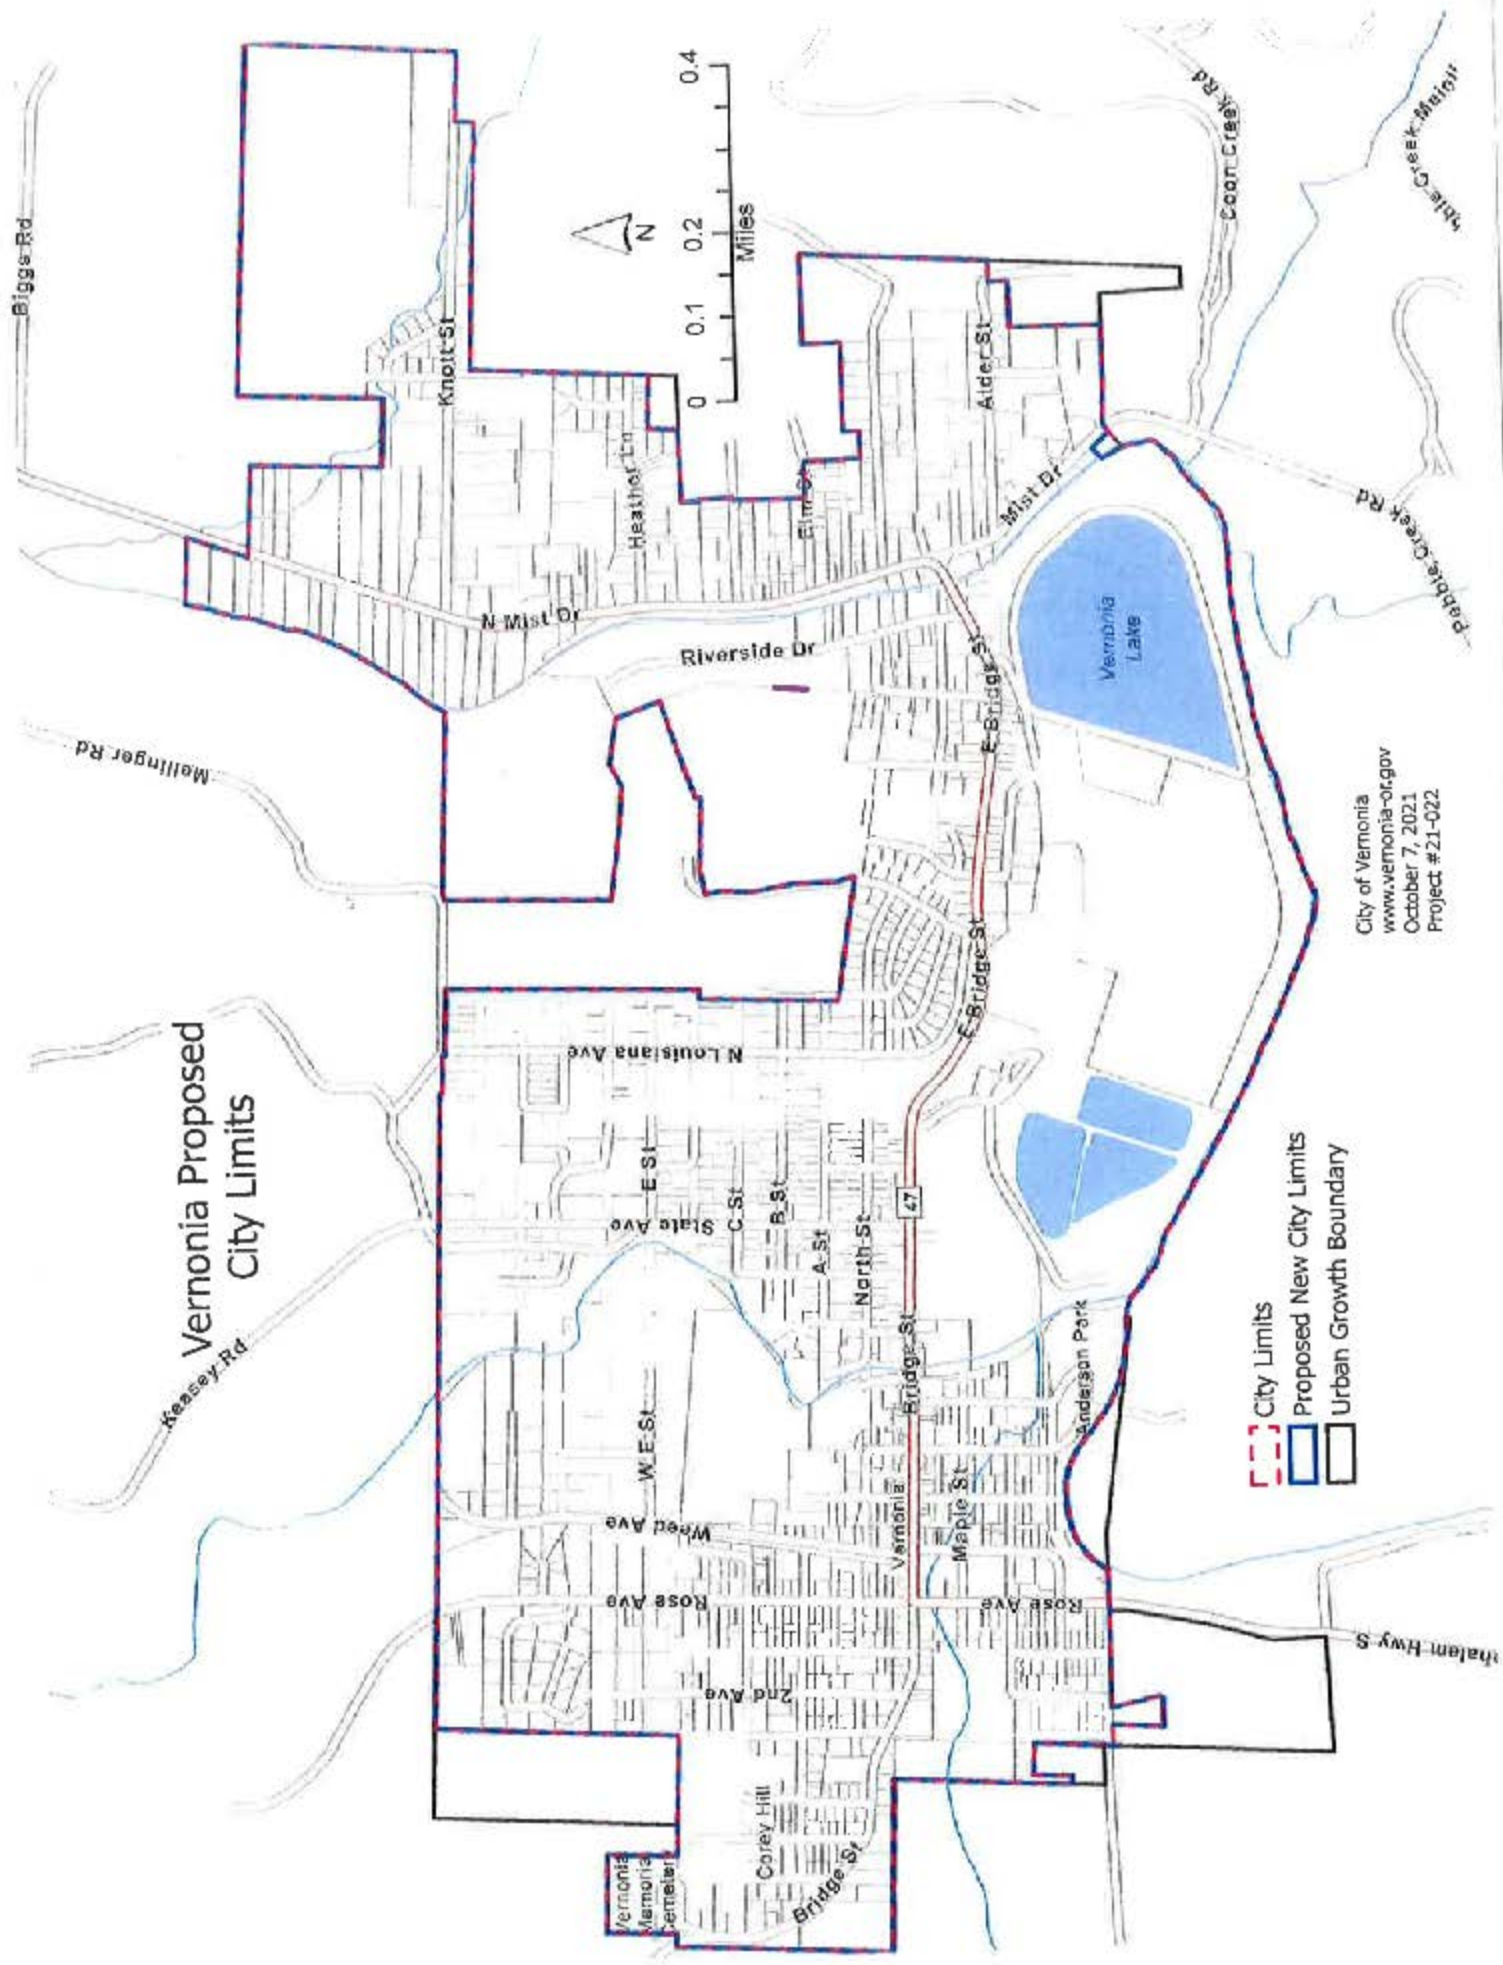 Vernonia Proposed
City Limits
Biggs Rd
Mellinger Rd
Keasey Rd
Knott St
Heather Ln
N Mist Dr
Riverside Dr
Elm St
Alder St
Mist Dr
Coon Creek Rd
Pebble Creek Rd
N
0 0.1 0.2 0.4
Miles
Vernonia
Lake
E Bridge St
E Bridge St
N Louisiana Ave
State Ave
E St
C St
B St
A St
North St
47
Bridge St
Anderson Park
W E St
Weed Ave
Vernonia
Maple St
Rose Ave
Rose Ave
2nd Ave
Corey Hill
Bridge St
Vernonia
Memorial
Cemetery
halem Hwy S
City Limits
Proposed New City Limits
Urban Growth Boundary
City of Vernonia
www.vernonia-or.gov
October 7, 2021
Project #21-022